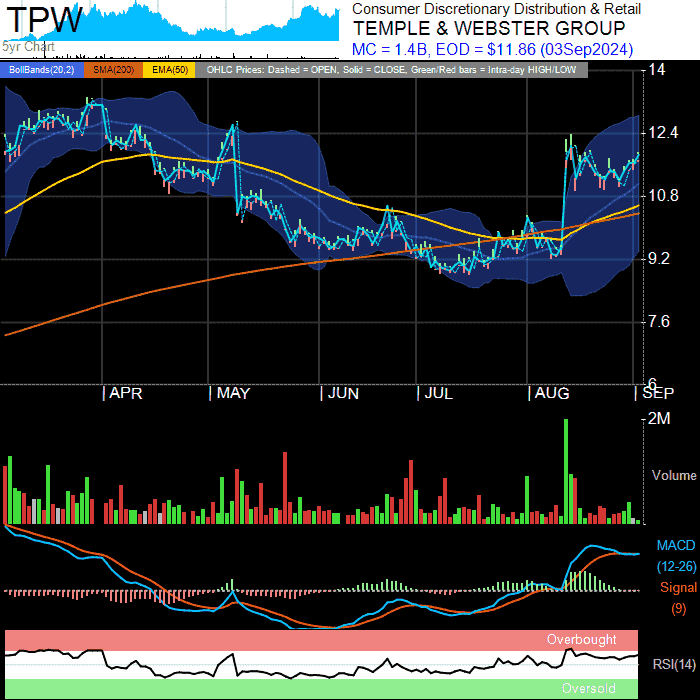 TPW
5yr Chart
Consumer Discretionary Distribution & Retail
TEMPLE & WEBSTER GROUP
MC = 1.4B, EOD = $11.86 (03Sep2024)
BollBands(20,2) SMA(200) EMA(50) OHLC Prices: Dashed = OPEN, Solid = CLOSE, Green/Red bars = Intra-day HIGH/LOW
14
12.4
10.8
9.2
7.6
6
APR MAY JUN JUL AUG SEP
2M
Volume
MACD
(12-26)
Signal
(9)
Overbought
RSI(14)
Oversold